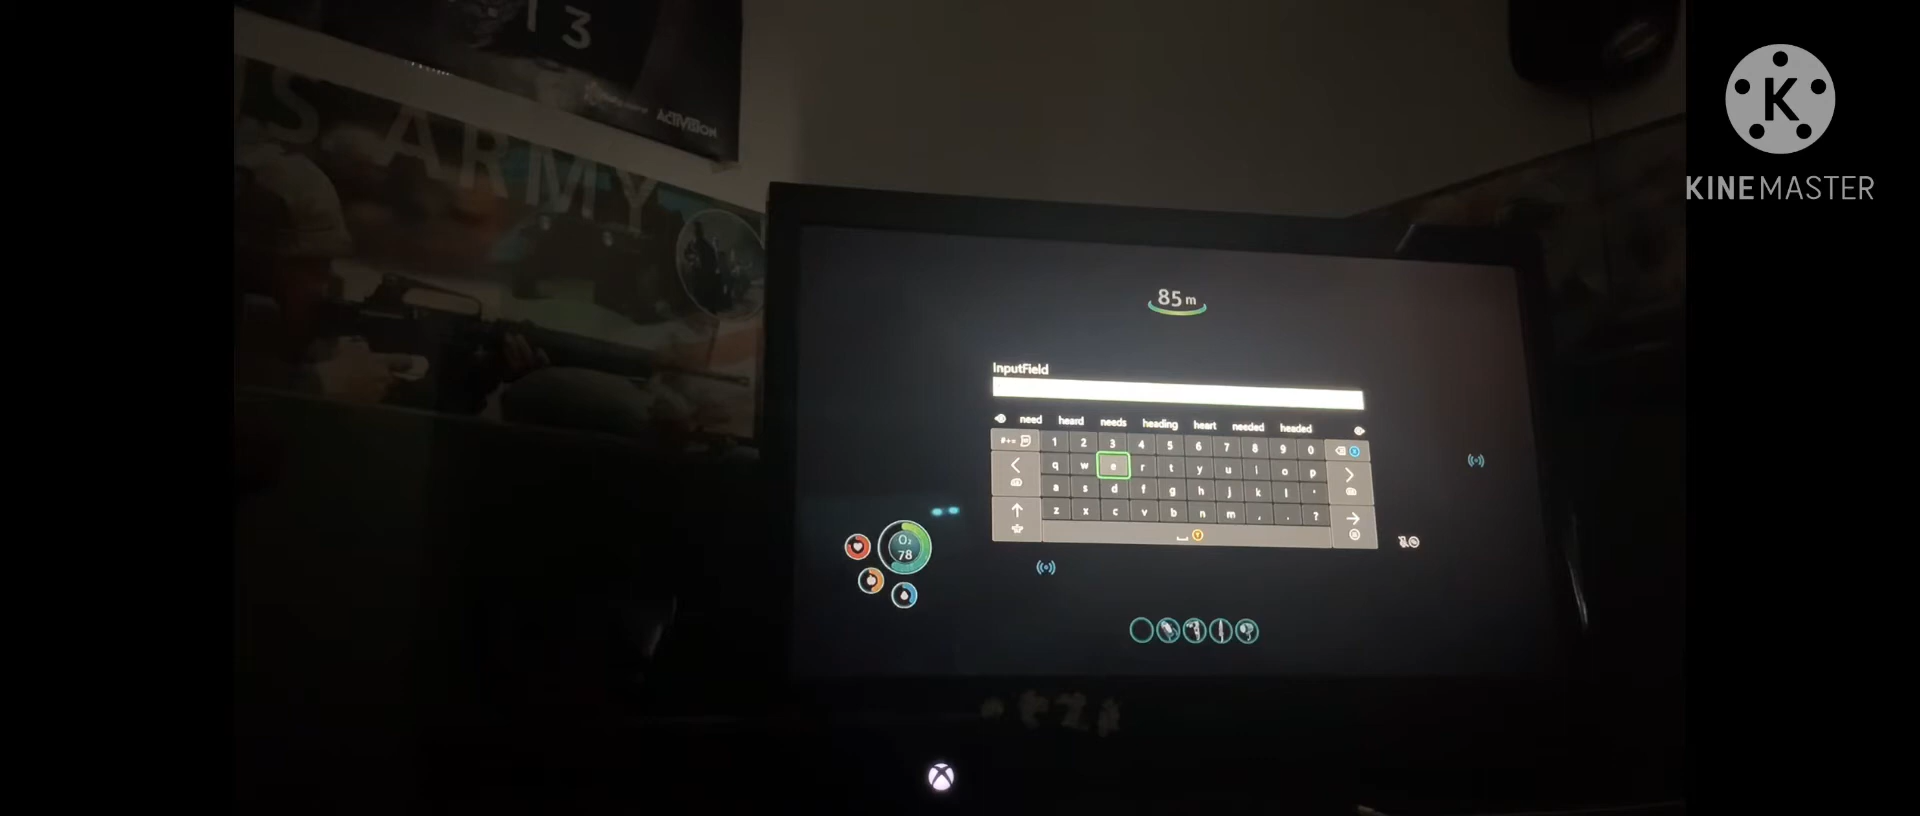 3
ACTIVISION
S ARMY
K
KINEMASTER
85 m
InputField
need heard needs heading heart needed headed
#+= 1 2 3 4 5 6 7 8 9 0
q w e r t y u i o p
a s d f g h j k l '
z x c v b n m , . ?
Y
O₂
78